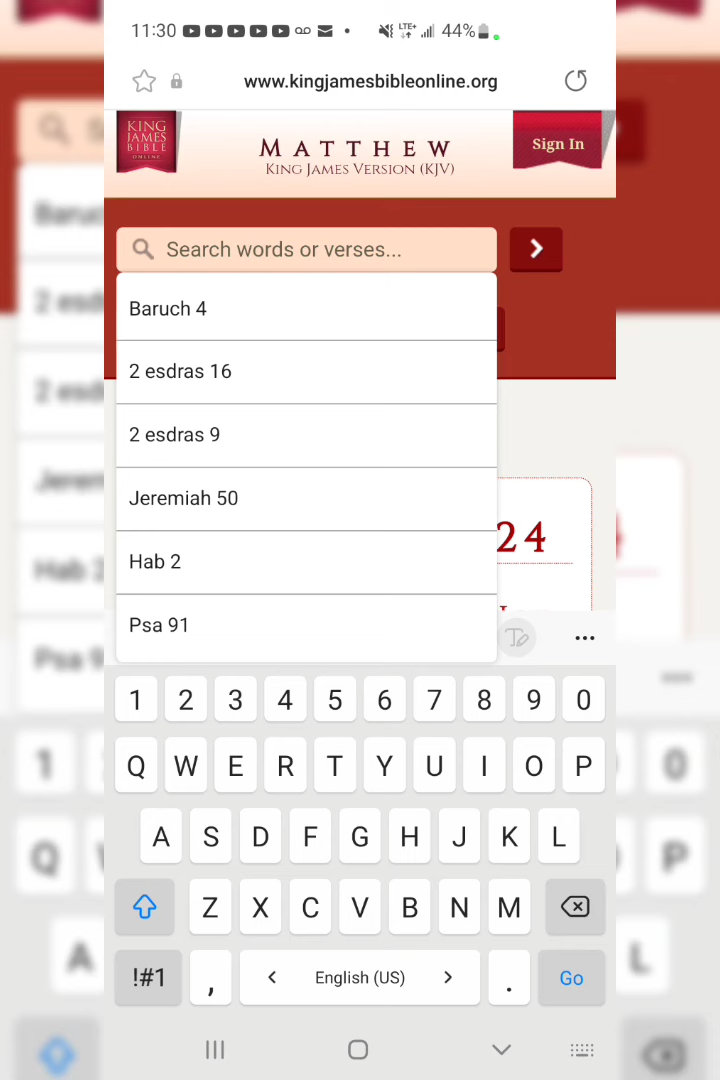 11:30 LTE+ 44%
www.kingjamesbibleonline.org
KING
JAMES
BIBLE
ONLINE
MATTHEW
KING JAMES VERSION (KJV)
Sign In
Search words or verses...
Baruch 4
2 esdras 16
2 esdras 9
Jeremiah 50
Hab 2
Psa 91
24
1 2 3 4 5 6 7 8 9 0
Q W E R T Y U I O P
A S D F G H J K L
Z X C V B N M
!#1 , < English (US) > . Go